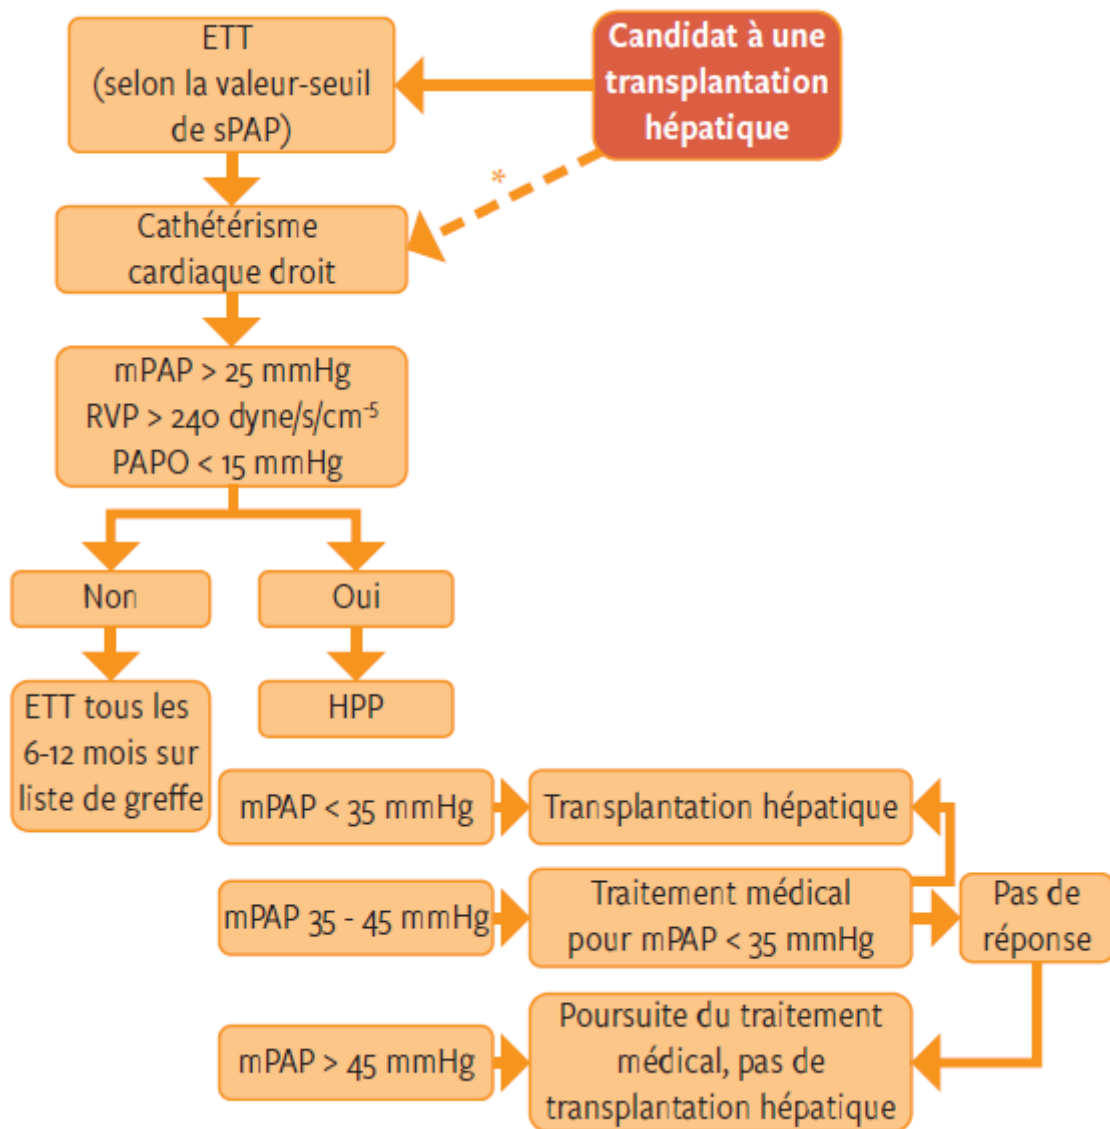 ETT
(selon la valeur-seuil
de sPAP)
Candidat à une
transplantation
hépatique
*
Cathétérisme
cardiaque droit
mPAP > 25 mmHg
RVP > 240 dyne/s/cm⁻⁵
PAPO < 15 mmHg
Non
Oui
ETT tous les
6-12 mois sur
liste de greffe
HPP
mPAP < 35 mmHg
Transplantation hépatique
mPAP 35 - 45 mmHg
Traitement médical
pour mPAP < 35 mmHg
Pas de
réponse
mPAP > 45 mmHg
Poursuite du traitement
médical, pas de
transplantation hépatique